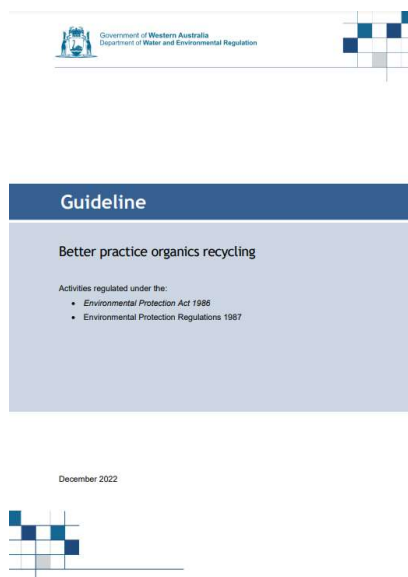 Government of Western Australia
Department of Water and Environmental Regulation
Guideline
Better practice organics recycling
Activities regulated under the:
• Environmental Protection Act 1986
• Environmental Protection Regulations 1987
December 2022